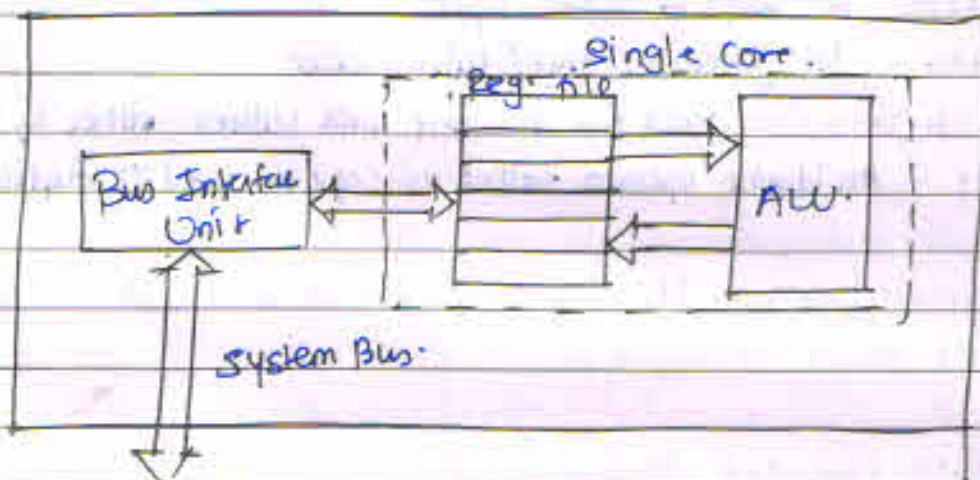 Single Core.
Reg. file
Bus Interface
Unit
ALU.
System Bus.